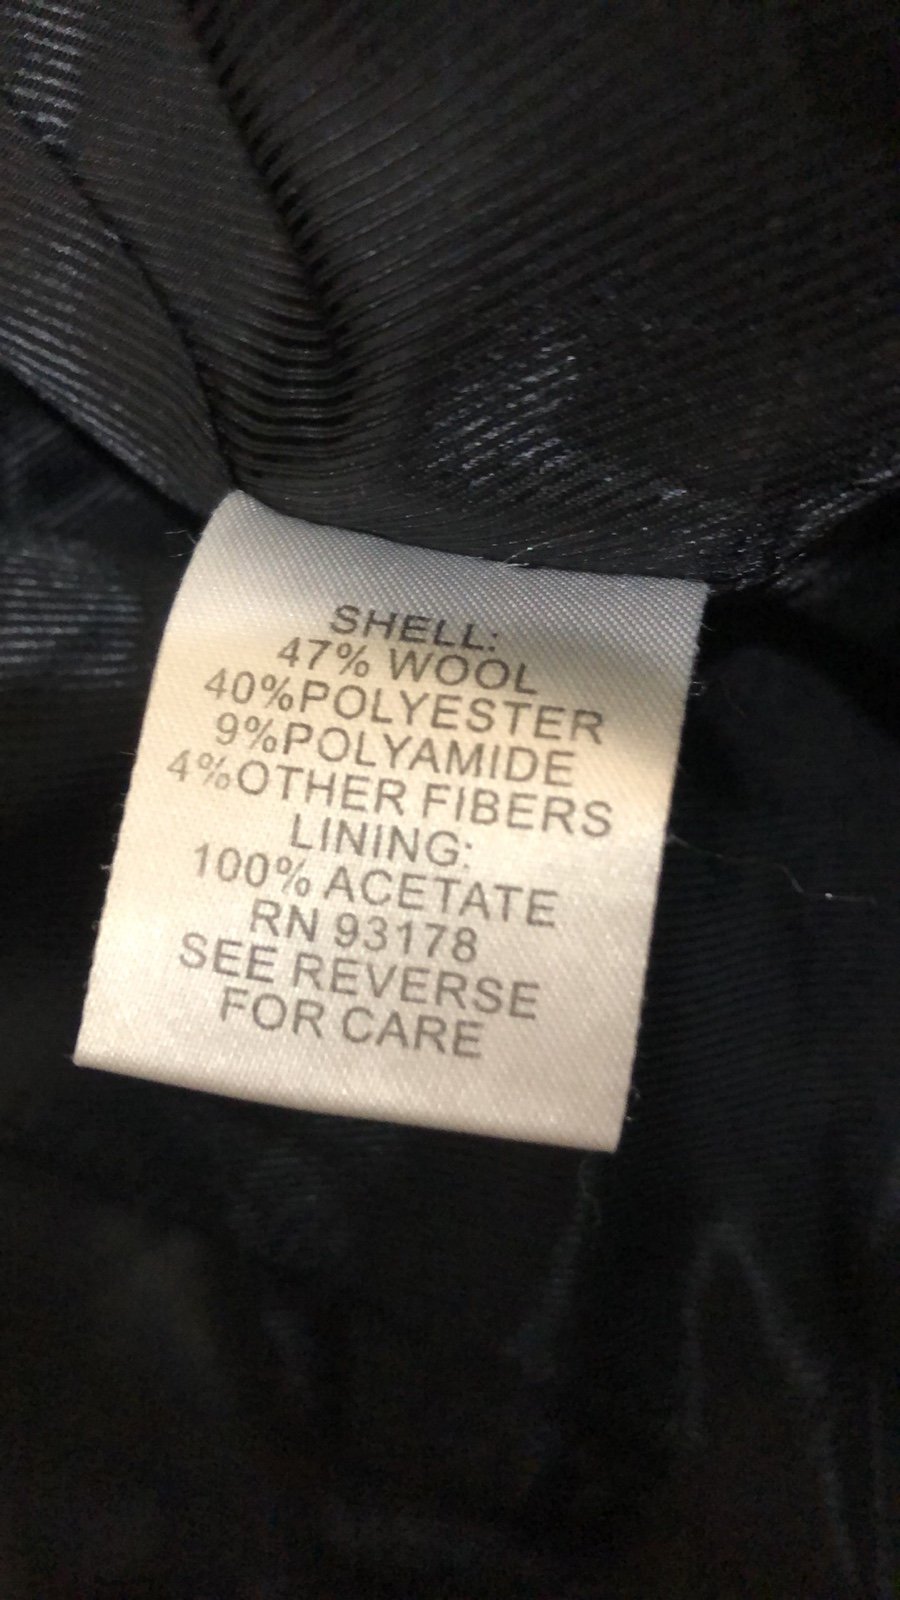 SHELL:
47% WOOL
40%POLYESTER
9%POLYAMIDE
4%OTHER FIBERS
LINING:
100% ACETATE
RN 93178
SEE REVERSE
FOR CARE